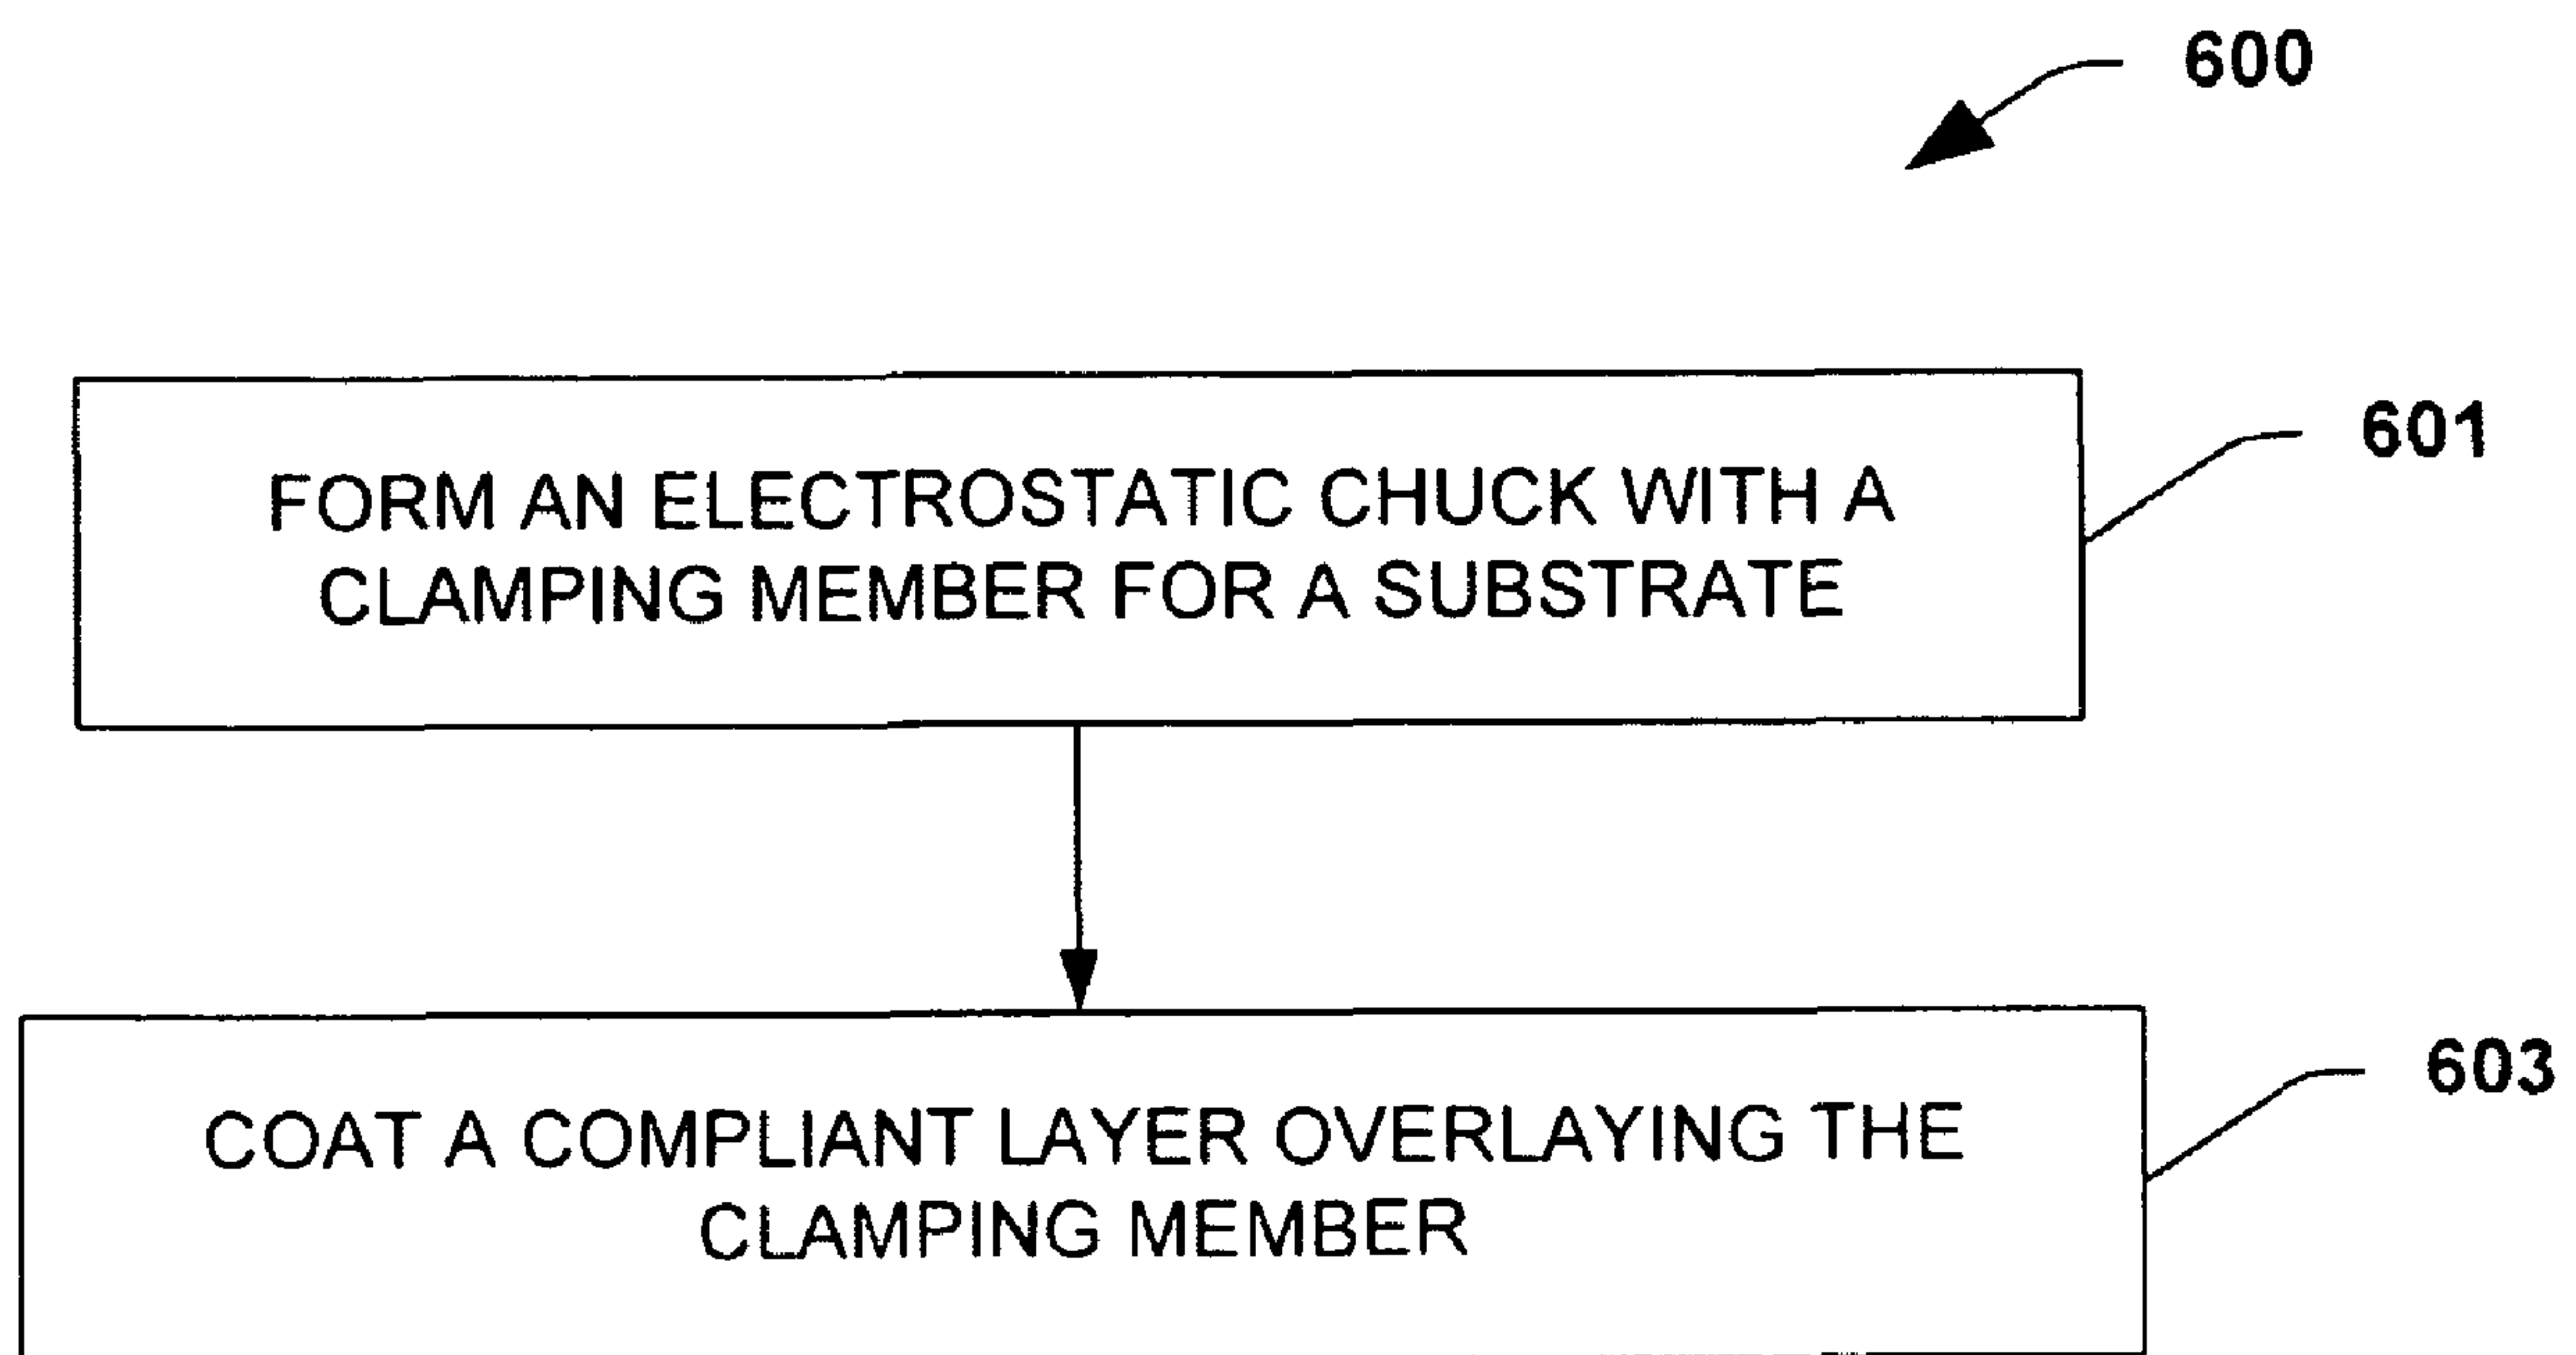 600
601
FORM AN ELECTROSTATIC CHUCK WITH A
CLAMPING MEMBER FOR A SUBSTRATE
603
COAT A COMPLIANT LAYER OVERLAYING THE
CLAMPING MEMBER